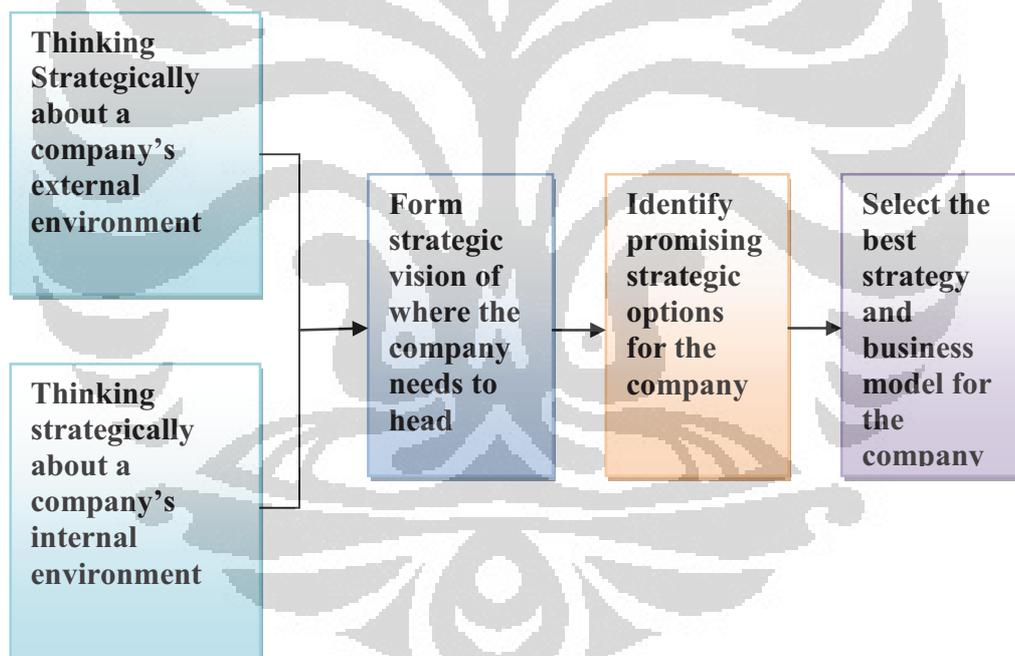 Thinking
Strategically
about a
company’s
external
environment
Thinking
strategically
about a
company’s
internal
environment
Form
strategic
vision of
where the
company
needs to
head
Identify
promising
strategic
options
for the
company
Select the
best
strategy
and
business
model for
the
company